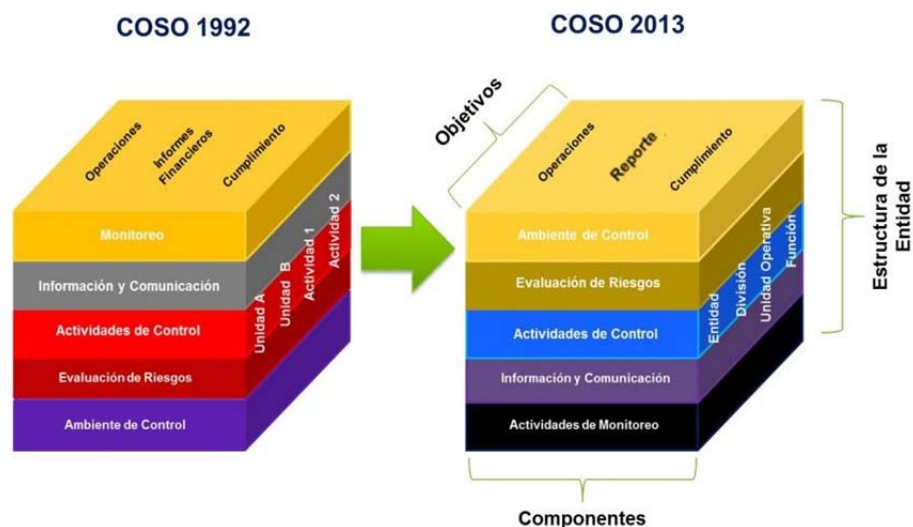 COSO 1992
Operaciones
Informes
Financieros
Cumplimiento
Monitoreo
Información y Comunicación
Actividades de Control
Evaluación de Riesgos
Ambiente de Control
Unidad A
Unidad B
Actividad 1
Actividad 2
COSO 2013
Objetivos
Operaciones
Reporte
Cumplimiento
Ambiente de Control
Evaluación de Riesgos
Actividades de Control
Información y Comunicación
Actividades de Monitoreo
Entidad
División
Unidad Operativa
Función
Estructura de la
Entidad
Componentes